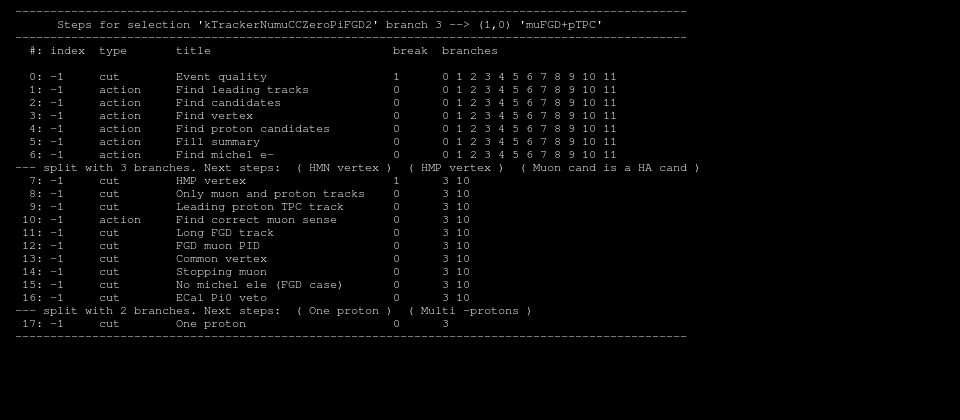 ------------------------------------------------------------------------------------------------
Steps for selection 'kTrackerNumuCCZeroPiFGD2' branch 3 --> (1,0) 'muFGD+pTPC'
------------------------------------------------------------------------------------------------
#: index type title break branches
0: -1 cut Event quality 1 0 1 2 3 4 5 6 7 8 9 10 11
1: -1 action Find leading tracks 0 0 1 2 3 4 5 6 7 8 9 10 11
2: -1 action Find candidates 0 0 1 2 3 4 5 6 7 8 9 10 11
3: -1 action Find vertex 0 0 1 2 3 4 5 6 7 8 9 10 11
4: -1 action Find proton candidates 0 0 1 2 3 4 5 6 7 8 9 10 11
5: -1 action Fill summary 0 0 1 2 3 4 5 6 7 8 9 10 11
6: -1 action Find michel e- 0 0 1 2 3 4 5 6 7 8 9 10 11
--- split with 3 branches. Next steps: ( HMN vertex ) ( HMP vertex ) ( Muon cand is a HA cand )
7: -1 cut HMP vertex 1 3 10
8: -1 cut Only muon and proton tracks 0 3 10
9: -1 cut Leading proton TPC track 0 3 10
10: -1 action Find correct muon sense 0 3 10
11: -1 cut Long FGD track 0 3 10
12: -1 cut FGD muon PID 0 3 10
13: -1 cut Common vertex 0 3 10
14: -1 cut Stopping muon 0 3 10
15: -1 cut No michel ele (FGD case) 0 3 10
16: -1 cut ECal Pi0 veto 0 3 10
--- split with 2 branches. Next steps: ( One proton ) ( Multi -protons )
17: -1 cut One proton 0 3
------------------------------------------------------------------------------------------------